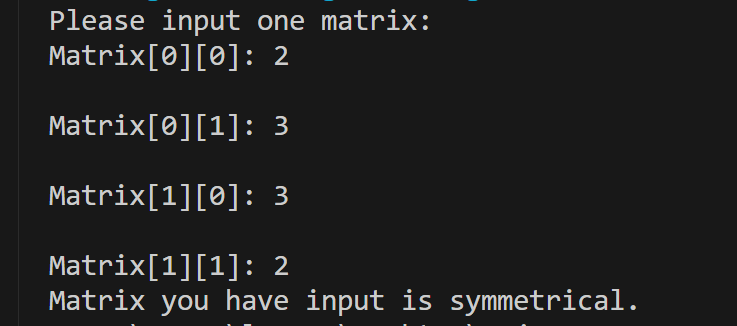 Please input one matrix:
Matrix[0][0]: 2
Matrix[0][1]: 3
Matrix[1][0]: 3
Matrix[1][1]: 2
Matrix you have input is symmetrical.